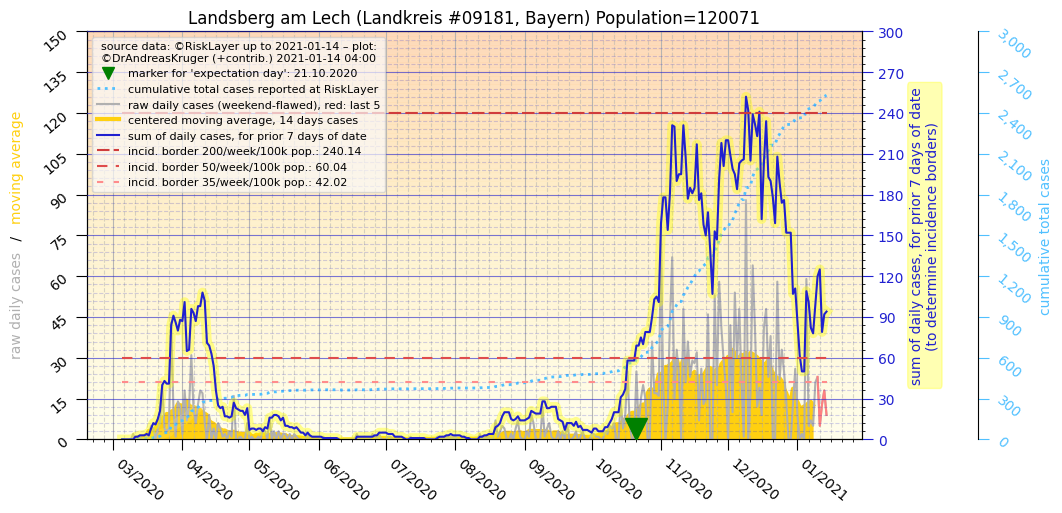 Landsberg am Lech (Landkreis #09181, Bayern) Population=120071
source data: ©RiskLayer up to 2021-01-14 – plot:
©DrAndreasKruger (+contrib.) 2021-01-14 04:00
marker for 'expectation day': 21.10.2020
cumulative total cases reported at RiskLayer
raw daily cases (weekend-flawed), red: last 5
centered moving average, 14 days cases
sum of daily cases, for prior 7 days of date
incid. border 200/week/100k pop.: 240.14
incid. border 50/week/100k pop.: 60.04
incid. border 35/week/100k pop.: 42.02
raw daily cases / moving average
150
135
120
105
90
75
60
45
30
15
0
03/2020
04/2020
05/2020
06/2020
07/2020
08/2020
09/2020
10/2020
11/2020
12/2020
01/2021
300
270
240
210
180
150
120
90
60
30
0
sum of daily cases, for prior 7 days of date
(to determine incidence borders)
3,000
2,700
2,400
2,100
1,800
1,500
1,200
900
600
300
0
cumulative total cases